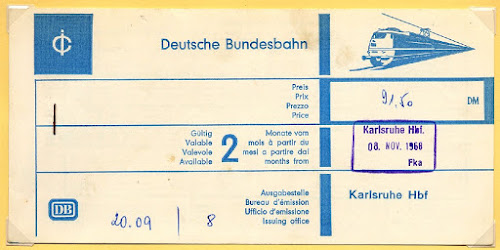 Deutsche Bundesbahn
Preis
Prix
Prezzo
Price
91,50 DM
Gültig
Valable
Valevole
Available
2
Monate vom
mois à partir du
mesi a partire dal
months from
Karlsruhe Hbf.
08. NOV. 1968
Fka
DB
20.09 | 8
Ausgabestelle
Bureau d'émission
Ufficio d'emissione
Issuing office
Karlsruhe Hbf